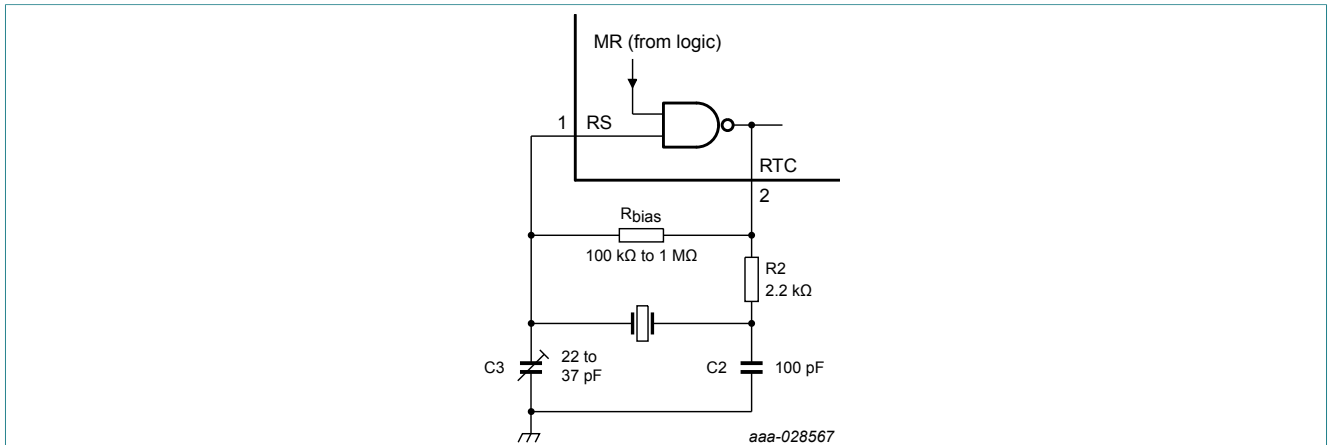 MR (from logic)
1
RS
RTC
2
Rbias
100 kΩ to 1 MΩ
R2
2.2 kΩ
C3
22 to
37 pF
C2
100 pF
aaa-028567